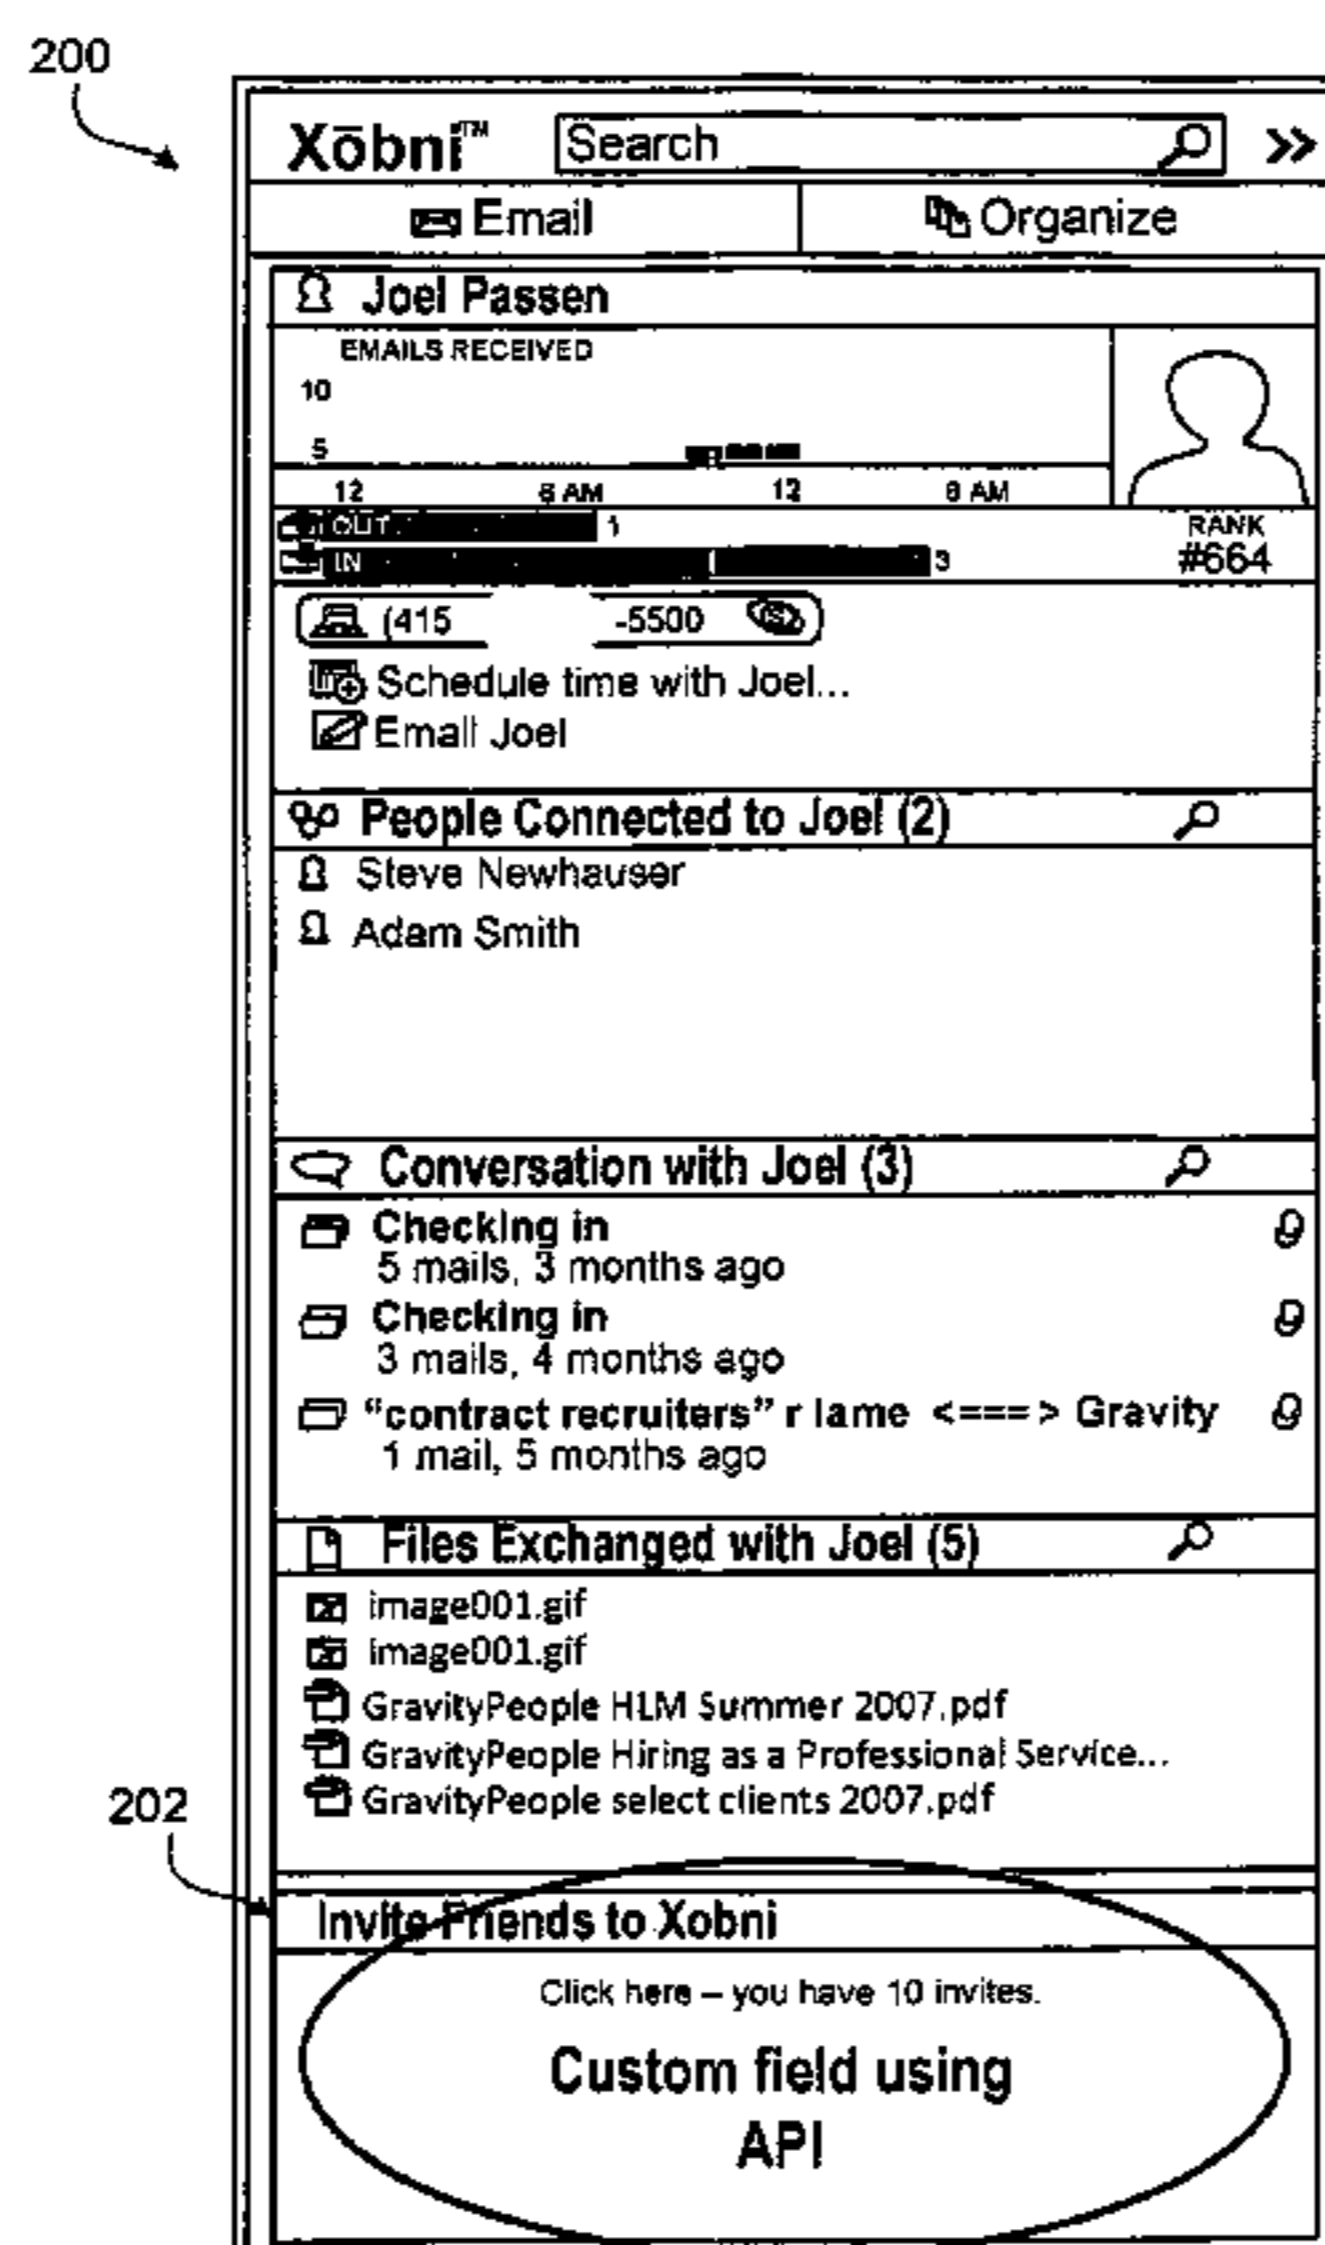 200
Xōbni™ Search »
Email Organize
Joel Passen
EMAILS RECEIVED
10
5
12 6 AM 12 6 AM
OUT 1
IN 3
RANK
#664
(415 -5500
Schedule time with Joel...
Email Joel
People Connected to Joel (2)
Steve Newhauser
Adam Smith
Conversation with Joel (3)
Checking in
5 mails, 3 months ago
Checking in
3 mails, 4 months ago
“contract recruiters” r lame <===> Gravity
1 mail, 5 months ago
Files Exchanged with Joel (5)
image001.gif
image001.gif
GravityPeople HLM Summer 2007.pdf
GravityPeople Hiring as a Professional Service...
GravityPeople select clients 2007.pdf
202
Invite Friends to Xobni
Click here – you have 10 invites.
Custom field using
API